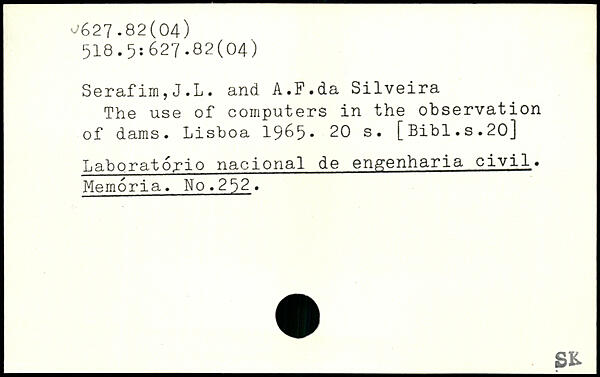 627.82(04)
518.5:627.82(04)
Serafim,J.L. and A.F.da Silveira
The use of computers in the observation
of dams. Lisboa 1965. 20 s. [Bibl.s.20]
Laboratório nacional de engenharia civil.
Memória. No.252.
SK